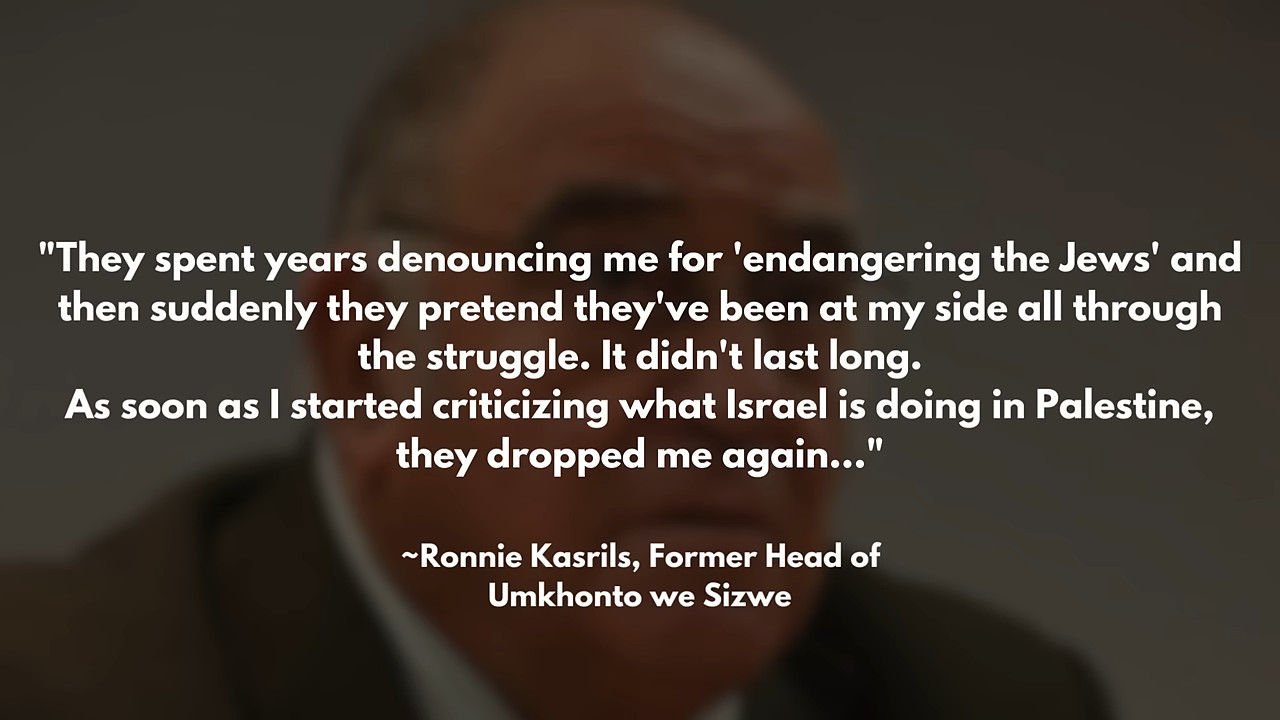 "They spent years denouncing me for 'endangering the Jews' and
then suddenly they pretend they've been at my side all through
the struggle. It didn't last long.
As soon as I started criticizing what Israel is doing in Palestine,
they dropped me again..."
~Ronnie Kasrils, Former Head of
Umkhonto we Sizwe